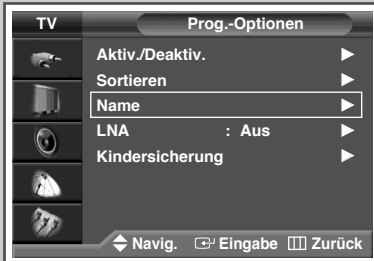 TV Prog.-Optionen
Aktiv./Deaktiv.
Sortieren
Name
LNA : Aus
Kindersicherung
Navig. Eingabe Zurück